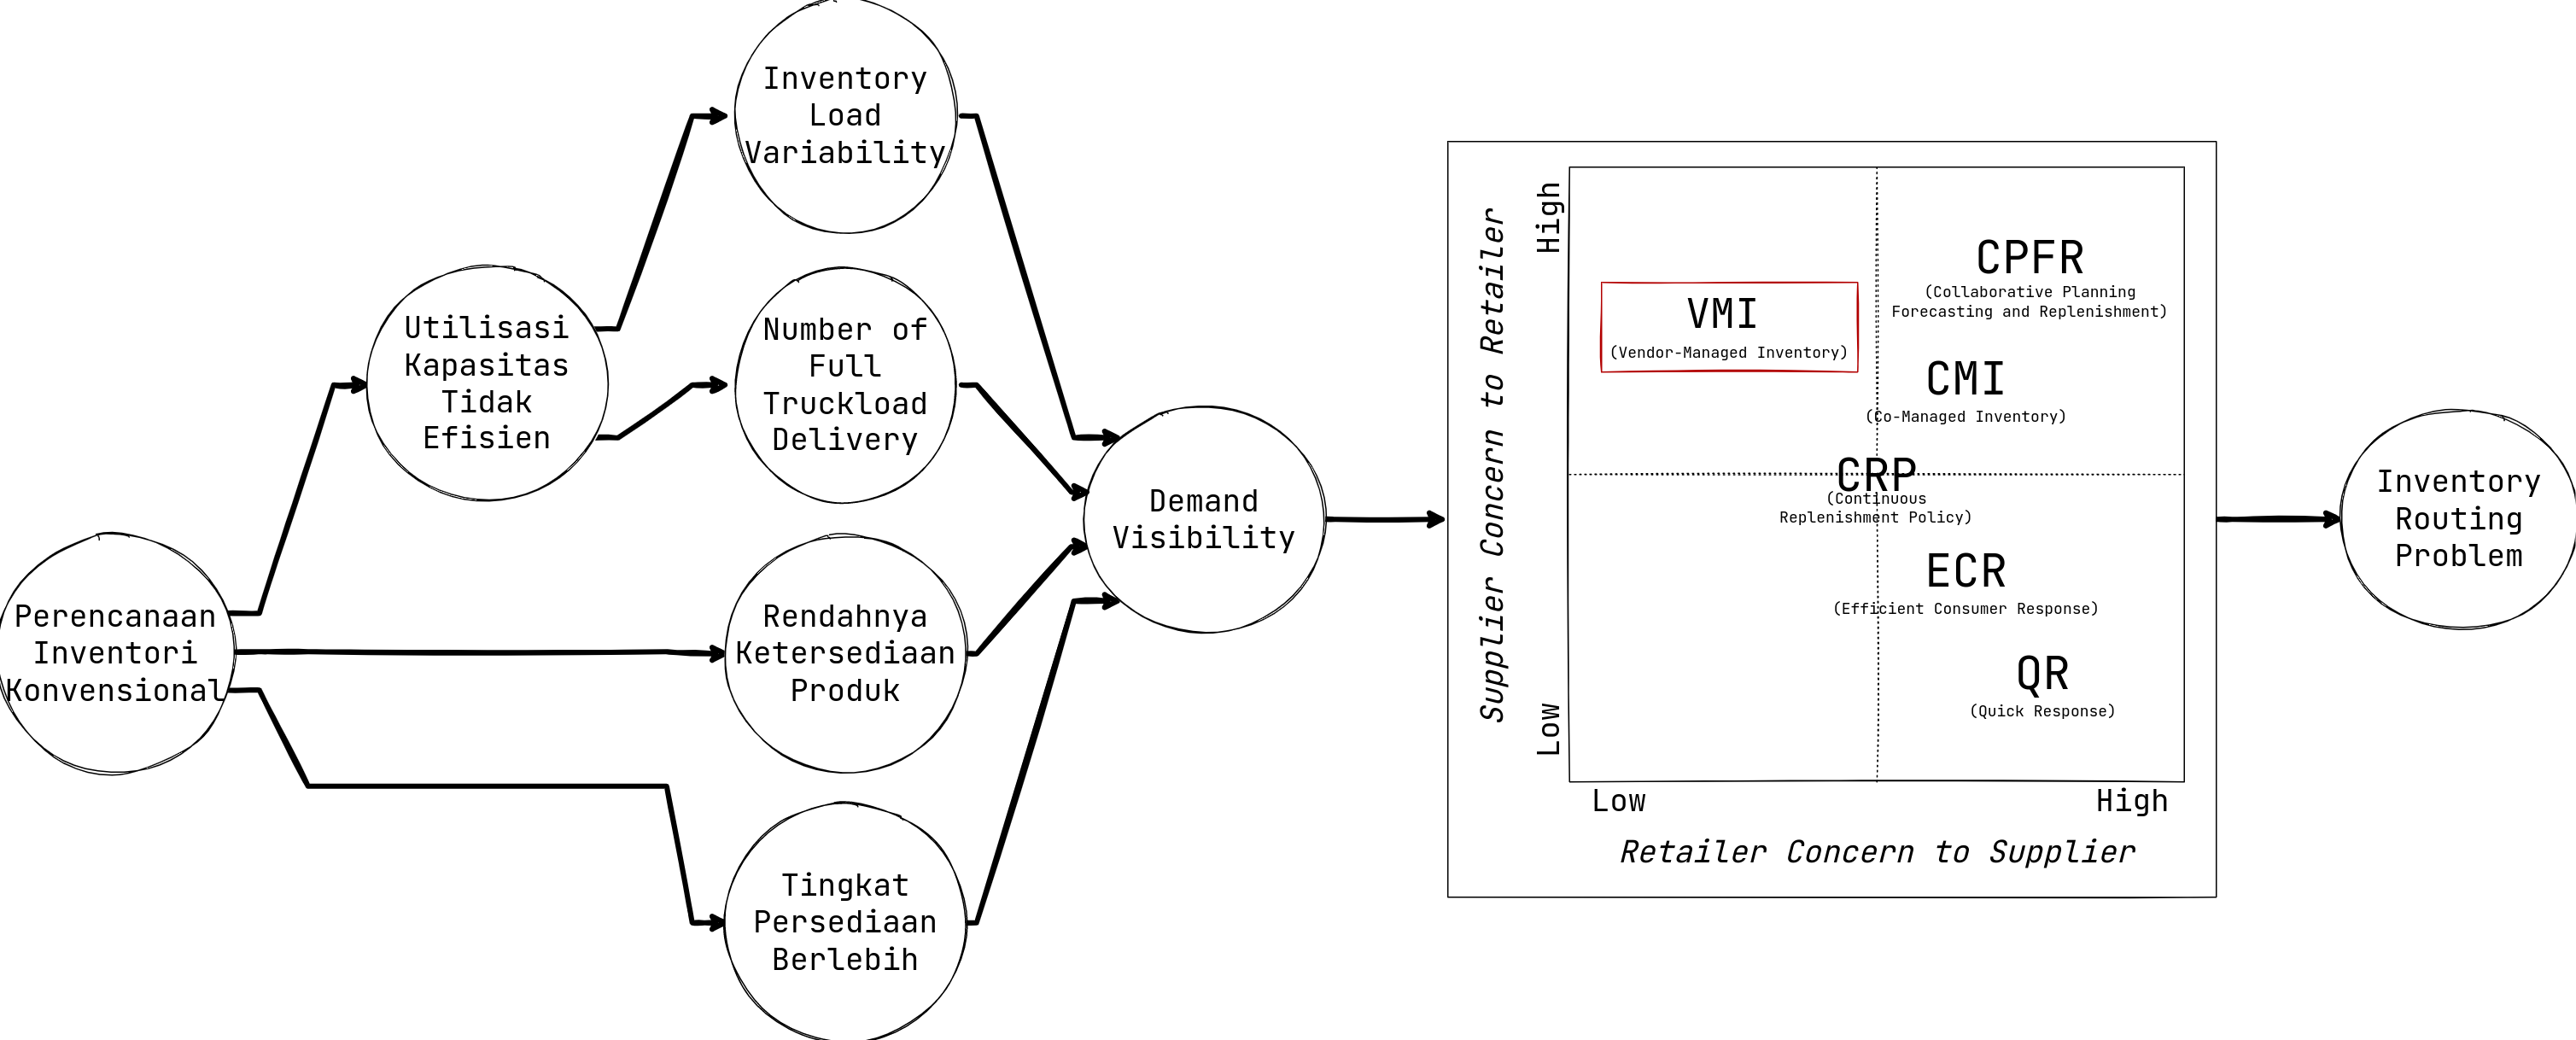 Perencanaan
Inventori
Konvensional
Utilisasi
Kapasitas
Tidak
Efisien
Inventory
Load
Variability
Number of
Full
Truckload
Delivery
Rendahnya
Ketersediaan
Produk
Tingkat
Persediaan
Berlebih
Demand
Visibility
Supplier Concern to Retailer
High
Low
VMI
(Vendor-Managed Inventory)
CPFR
(Collaborative Planning
Forecasting and Replenishment)
CMI
(Co-Managed Inventory)
CRP
(Continuous
Replenishment Policy)
ECR
(Efficient Consumer Response)
QR
(Quick Response)
Low
High
Retailer Concern to Supplier
Inventory
Routing
Problem